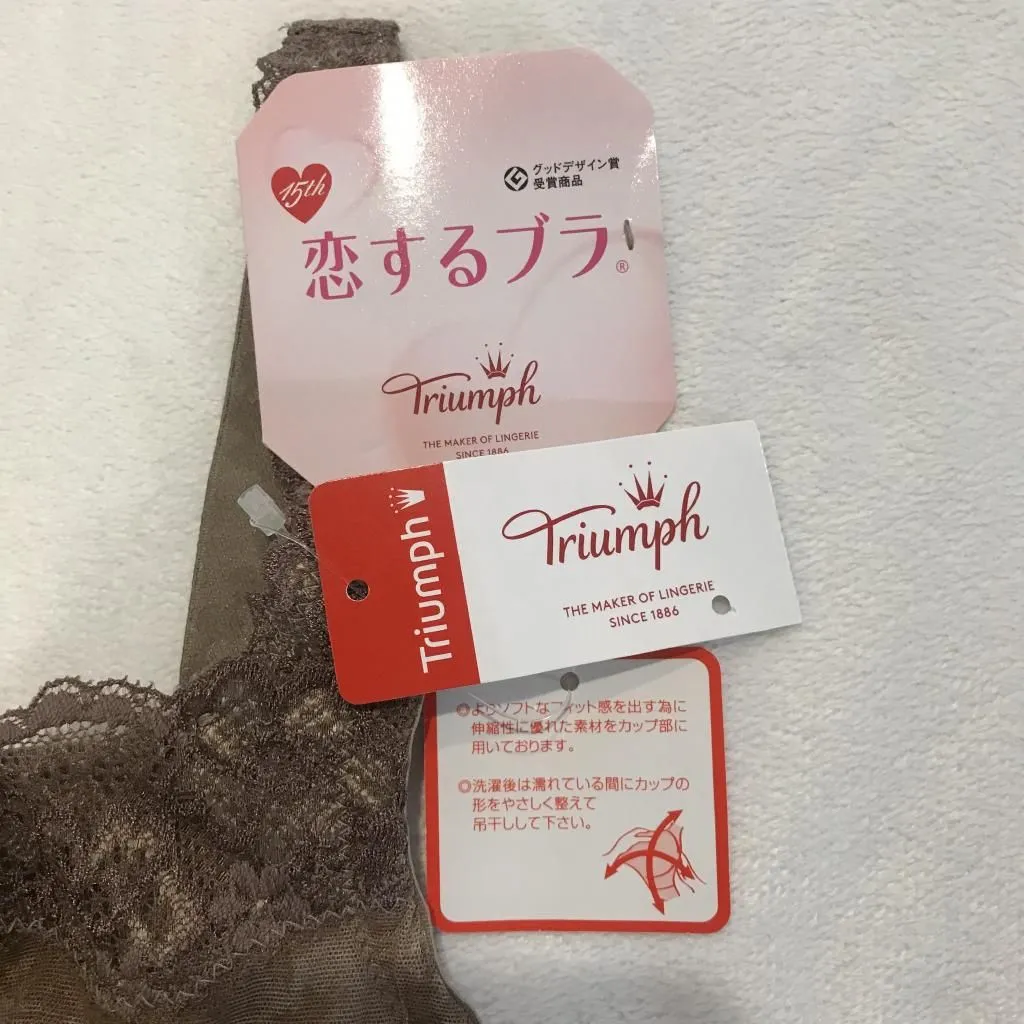 15th
グッドデザイン賞
受賞商品
恋するブラ®
Triumph
THE MAKER OF LINGERIE
SINCE 1886
Triumph
Triumph
THE MAKER OF LINGERIE
SINCE 1886
◎よりソフトなフィット感を出す為に
伸縮性に優れた素材をカップ部に
用いております。
◎洗濯後は濡れている間にカップの
形をやさしく整えて
吊干しして下さい。